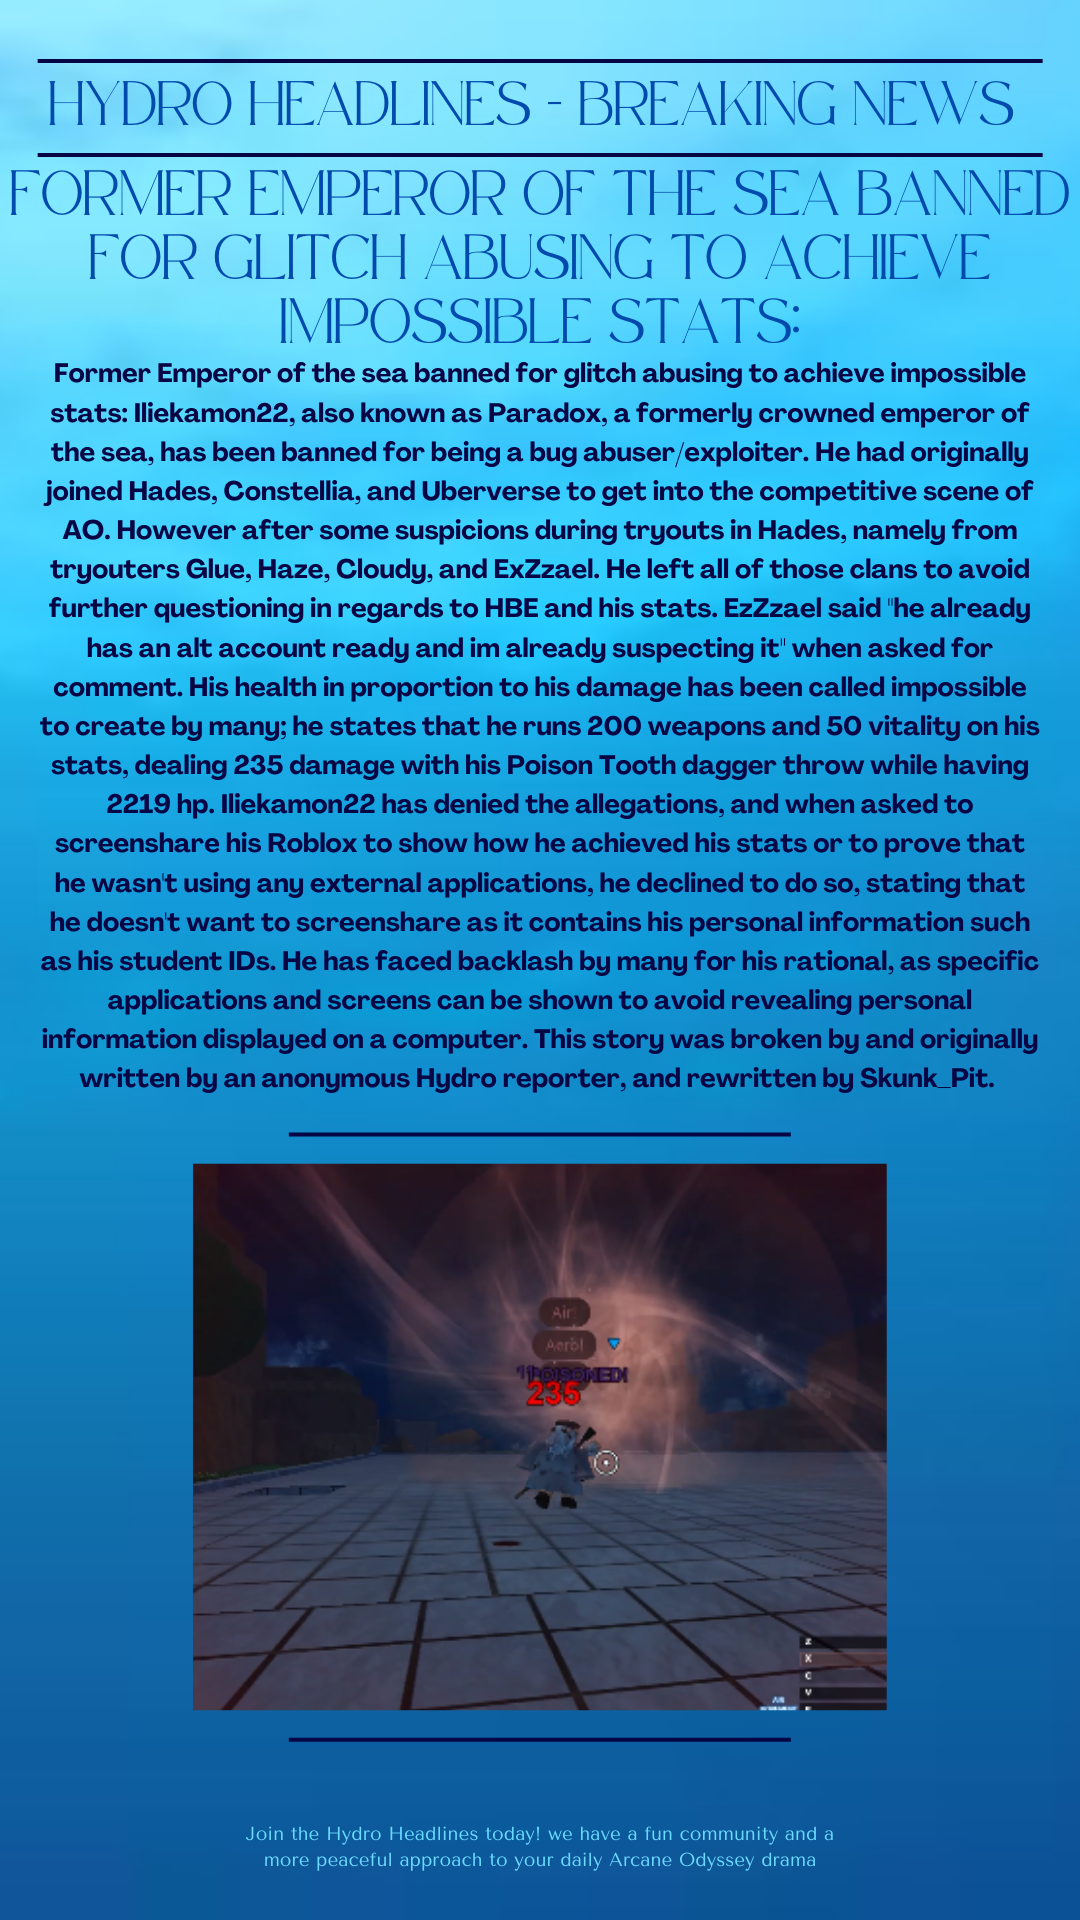 HYDRO HEADLINES - BREAKING NEWS
FORMER EMPEROR OF THE SEA BANNED
FOR GLITCH ABUSING TO ACHIEVE
IMPOSSIBLE STATS:
Former Emperor of the sea banned for glitch abusing to achieve impossible
stats: Iliekamon22, also known as Paradox, a formerly crowned emperor of
the sea, has been banned for being a bug abuser/exploiter. He had originally
joined Hades, Constellia, and Uberverse to get into the competitive scene of
AO. However after some suspicions during tryouts in Hades, namely from
tryouters Glue, Haze, Cloudy, and ExZzael. He left all of those clans to avoid
further questioning in regards to HBE and his stats. EzZzael said "he already
has an alt account ready and im already suspecting it" when asked for
comment. His health in proportion to his damage has been called impossible
to create by many; he states that he runs 200 weapons and 50 vitality on his
stats, dealing 235 damage with his Poison Tooth dagger throw while having
2219 hp. Iliekamon22 has denied the allegations, and when asked to
screenshare his Roblox to show how he achieved his stats or to prove that
he wasn't using any external applications, he declined to do so, stating that
he doesn't want to screenshare as it contains his personal information such
as his student IDs. He has faced backlash by many for his rational, as specific
applications and screens can be shown to avoid revealing personal
information displayed on a computer. This story was broken by and originally
written by an anonymous Hydro reporter, and rewritten by Skunk_Pit.
Air
235
Z
X
C
V
Join the Hydro Headlines today! we have a fun community and a
more peaceful approach to your daily Arcane Odyssey drama